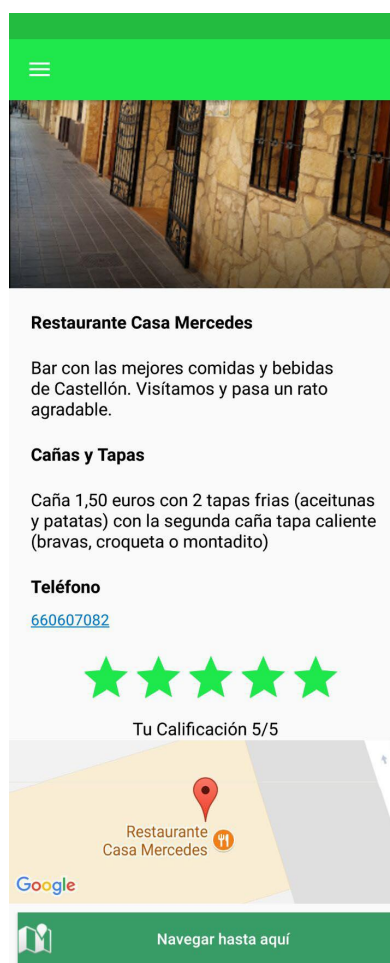 Restaurante Casa Mercedes
Bar con las mejores comidas y bebidas
de Castellón. Visítamos y pasa un rato
agradable.
Cañas y Tapas
Caña 1,50 euros con 2 tapas frias (aceitunas
y patatas) con la segunda caña tapa caliente
(bravas, croqueta o montadito)
Teléfono
660607082
Tu Calificación 5/5
Restaurante
Casa Mercedes
Google
Navegar hasta aquí